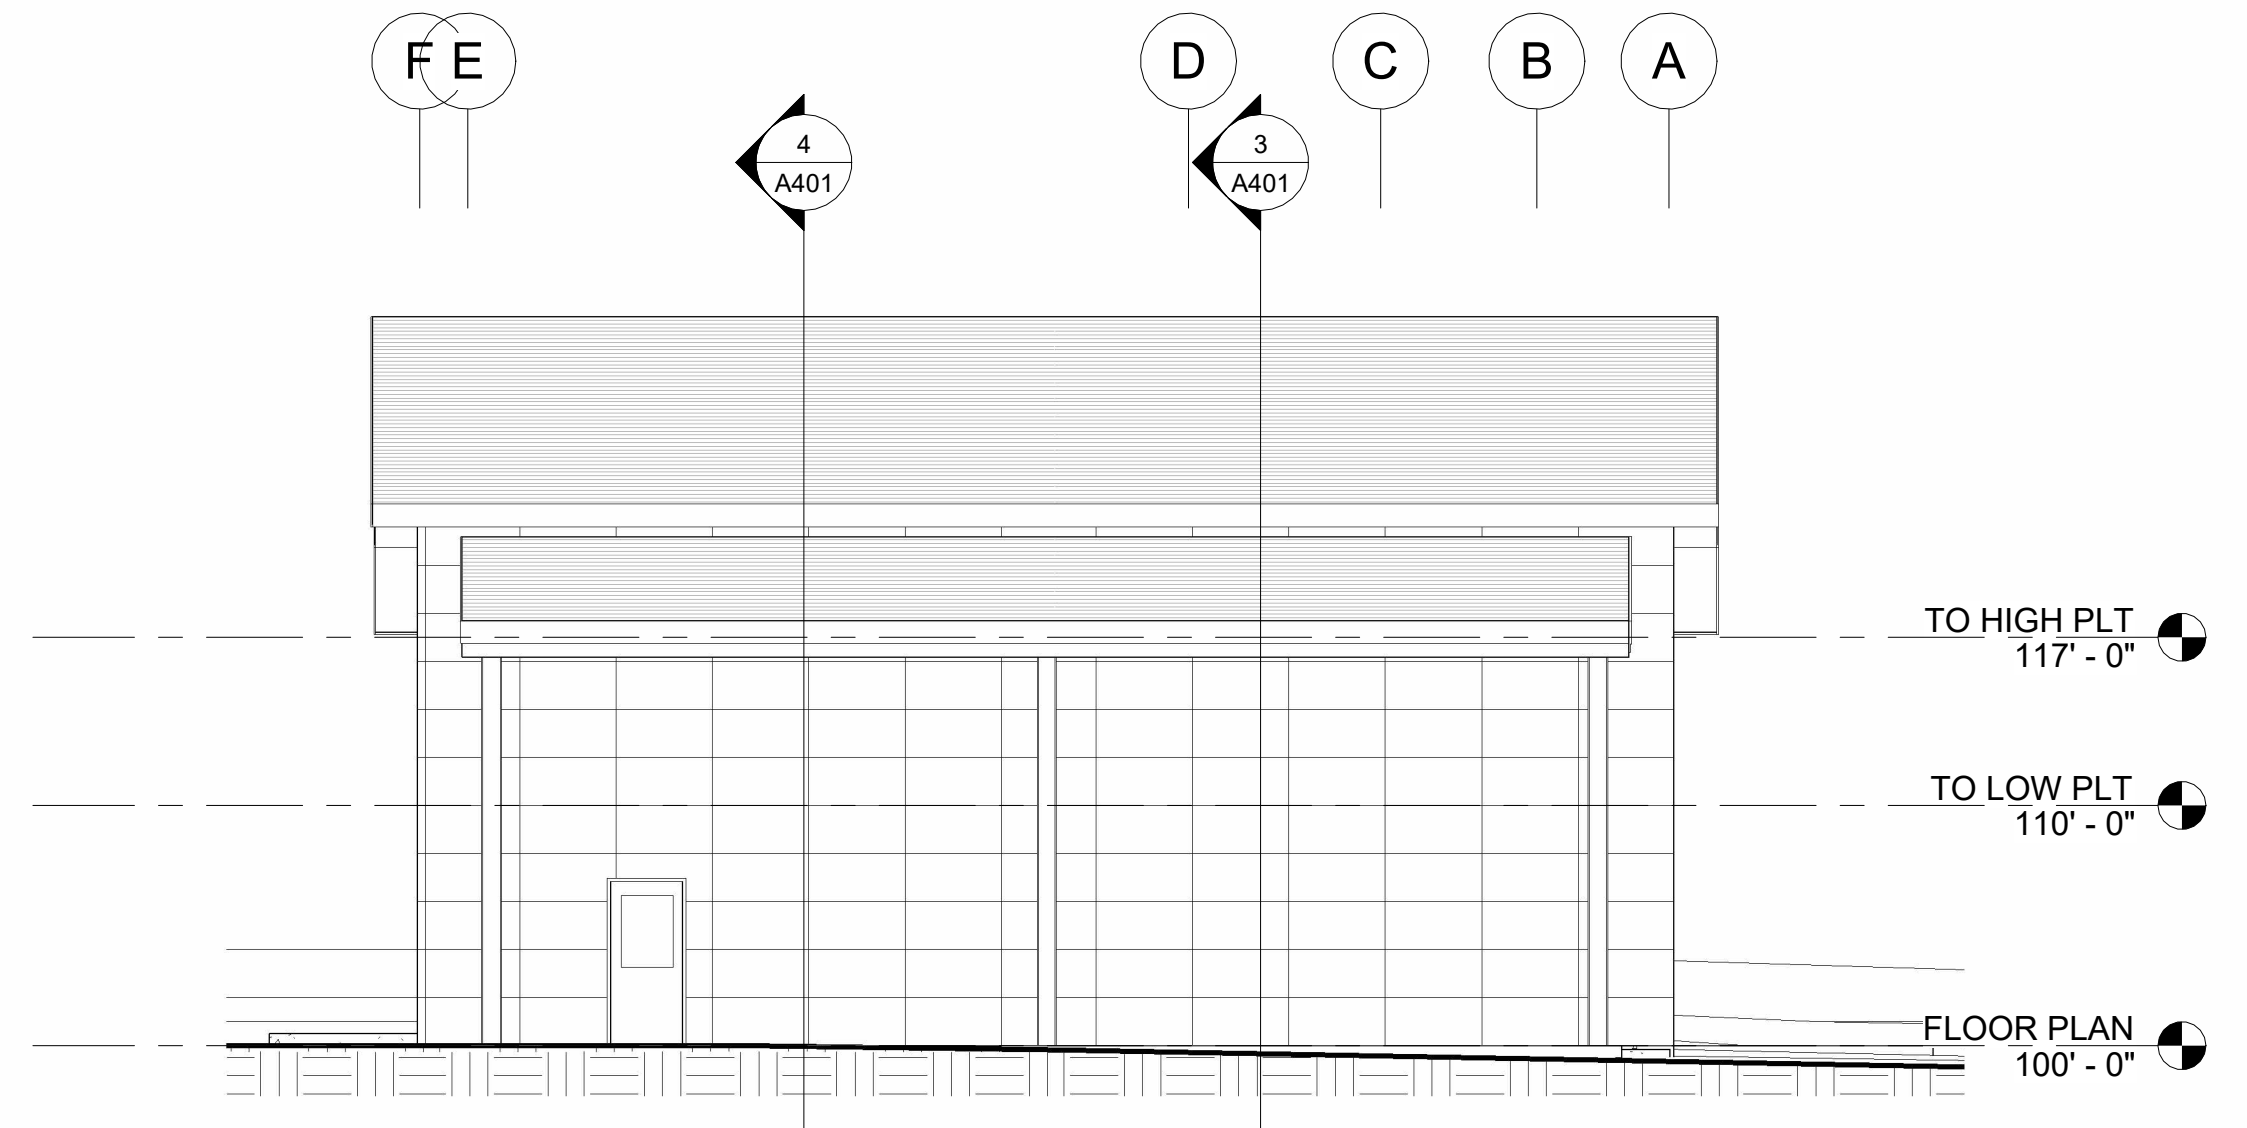 F
E
D
C
B
A
4
A401
3
A401
TO HIGH PLT
117' - 0"
TO LOW PLT
110' - 0"
FLOOR PLAN
100' - 0"